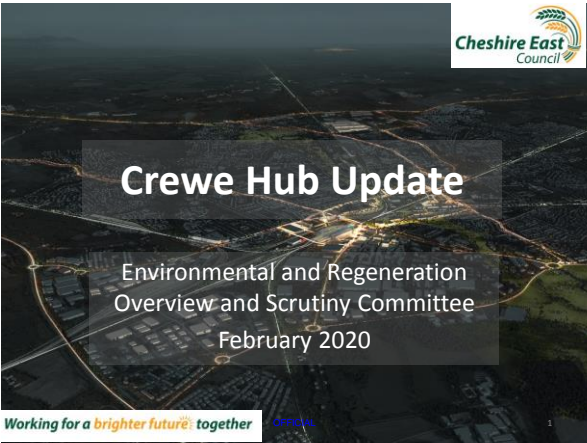 Cheshire East
Council
Crewe Hub Update
Environmental and Regeneration
Overview and Scrutiny Committee
February 2020
Working for a brighter future together
1